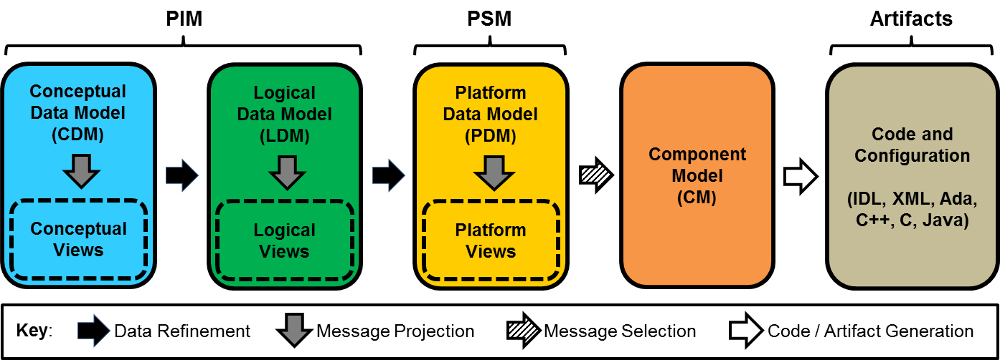 PIM
PSM
Artifacts
Conceptual
Data Model
(CDM)
Conceptual
Views
Logical
Data Model
(LDM)
Logical
Views
Platform
Data Model
(PDM)
Platform
Views
Component
Model
(CM)
Code and
Configuration
(IDL, XML, Ada,
C++, C, Java)
Key: Data Refinement Message Projection Message Selection Code / Artifact Generation